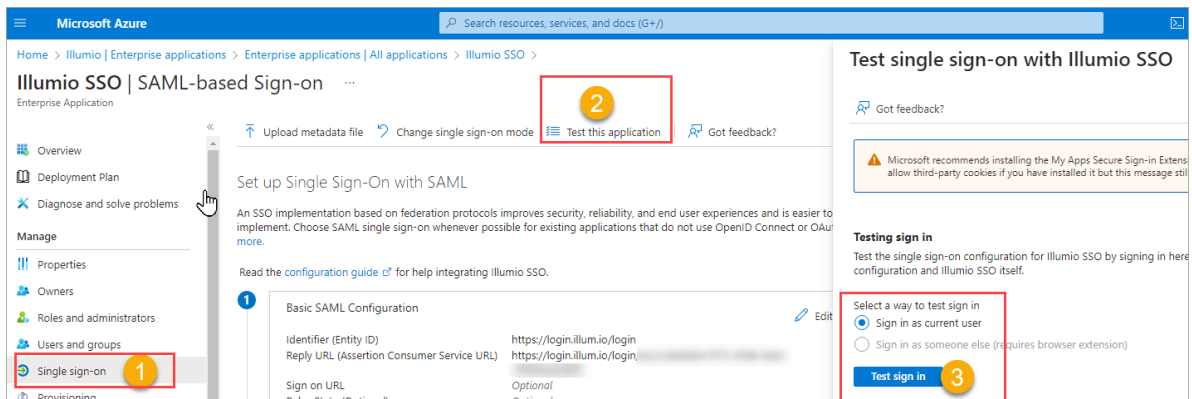 Microsoft Azure
Search resources, services, and docs (G+/)
Home > Illumio | Enterprise applications > Enterprise applications | All applications > Illumio SSO >
Illumio SSO | SAML-based Sign-on ...
Enterprise Application
«
Overview
Deployment Plan
Diagnose and solve problems
Manage
Properties
Owners
Roles and administrators
Users and groups
Single sign-on
1
Provisioning
2
Upload metadata file
Change single sign-on mode
Test this application
Got feedback?
Set up Single Sign-On with SAML
An SSO implementation based on federation protocols improves security, reliability, and end user experiences and is easier to
implement. Choose SAML single sign-on whenever possible for existing applications that do not use OpenID Connect or OAu
more.
Read the configuration guide for help integrating Illumio SSO.
1
Basic SAML Configuration
Edit
Identifier (Entity ID) https://login.illum.io/login
Reply URL (Assertion Consumer Service URL) https://login.illum.io/login
Sign on URL Optional
Relay State (Optional) Optional
Test single sign-on with Illumio SSO
Got feedback?
Microsoft recommends installing the My Apps Secure Sign-in Extens
allow third-party cookies if you have installed it but this message still
Testing sign in
Test the single sign-on configuration for Illumio SSO by signing in here
configuration and Illumio SSO itself.
Select a way to test sign in
Sign in as current user
Sign in as someone else (requires browser extension)
Test sign in
3